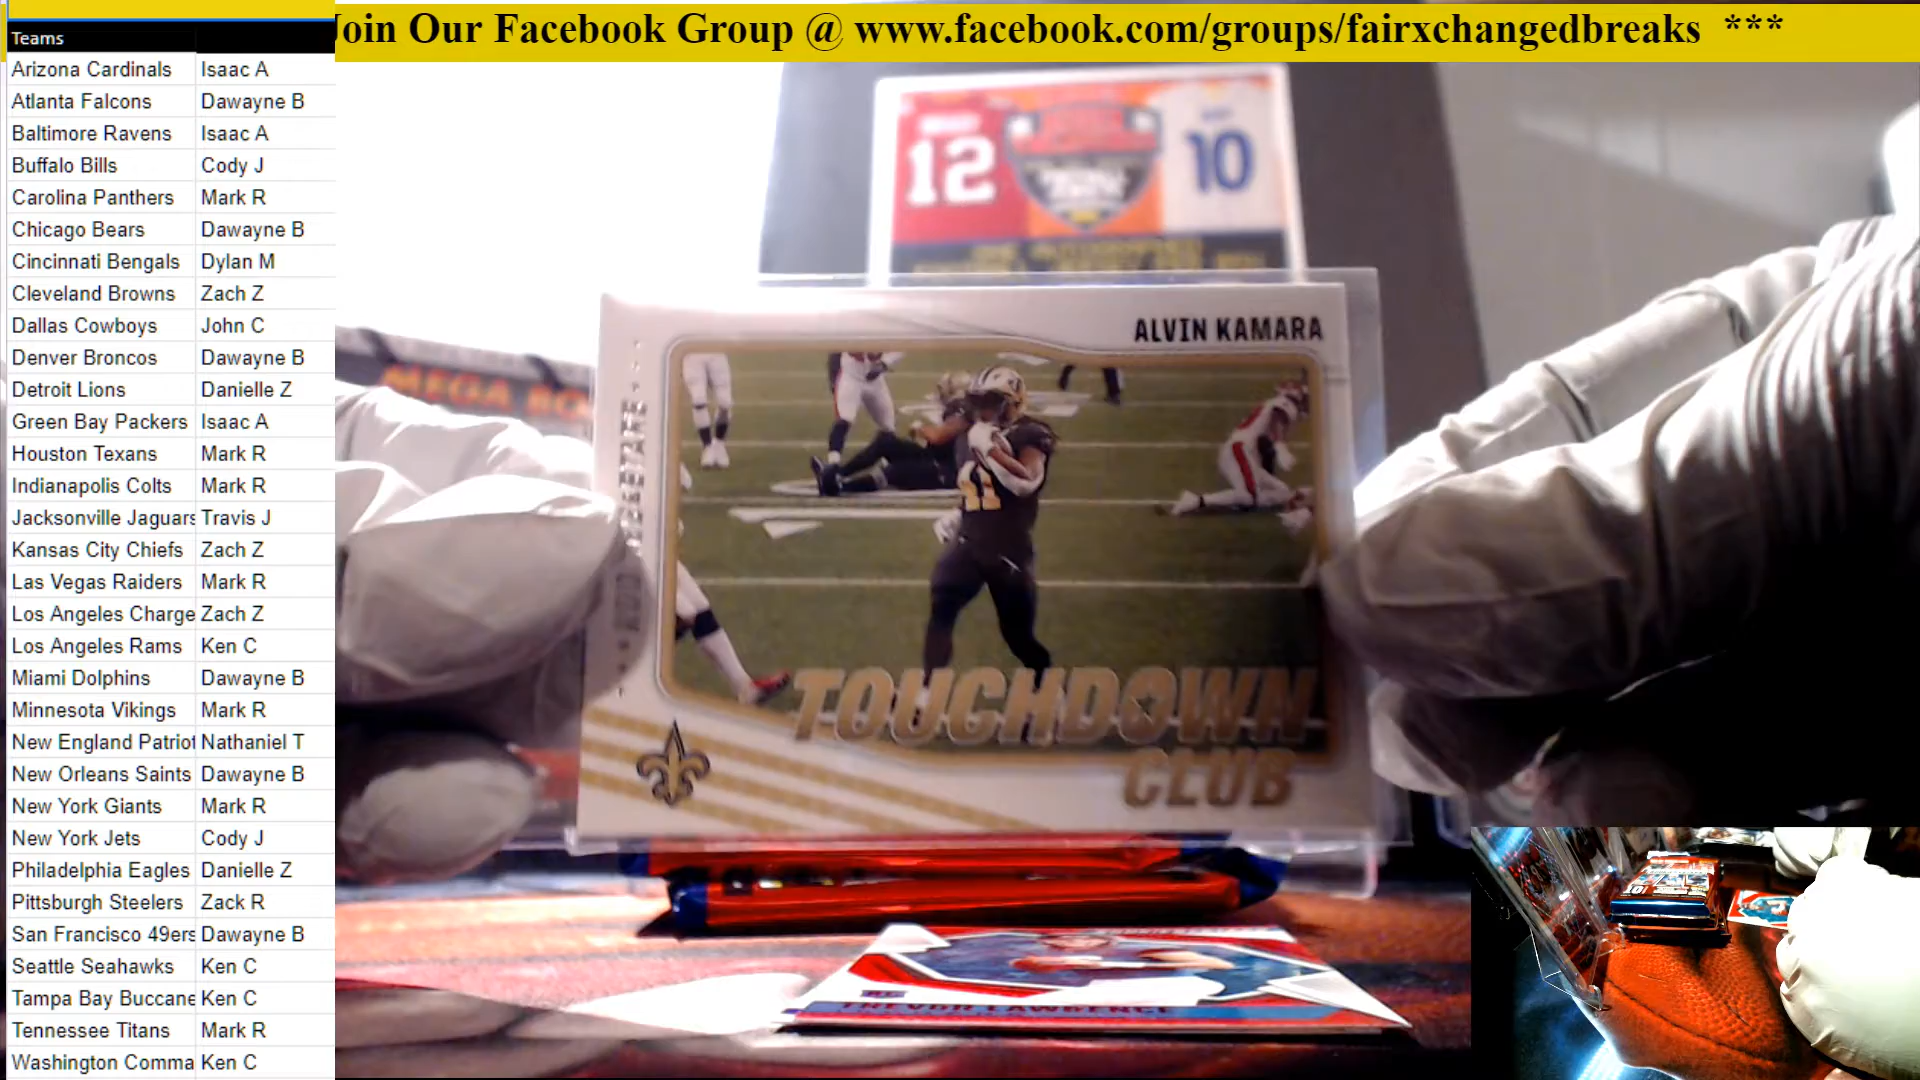 Join Our Facebook Group @ www.facebook.com/groups/fairxchangedbreaks ***
Teams
Arizona Cardinals Isaac A
Atlanta Falcons Dawayne B
Baltimore Ravens Isaac A
Buffalo Bills Cody J
Carolina Panthers Mark R
Chicago Bears Dawayne B
Cincinnati Bengals Dylan M
Cleveland Browns Zach Z
Dallas Cowboys John C
Denver Broncos Dawayne B
Detroit Lions Danielle Z
Green Bay Packers Isaac A
Houston Texans Mark R
Indianapolis Colts Mark R
Jacksonville Jaguars Travis J
Kansas City Chiefs Zach Z
Las Vegas Raiders Mark R
Los Angeles Charge Zach Z
Los Angeles Rams Ken C
Miami Dolphins Dawayne B
Minnesota Vikings Mark R
New England Patriot Nathaniel T
New Orleans Saints Dawayne B
New York Giants Mark R
New York Jets Cody J
Philadelphia Eagles Danielle Z
Pittsburgh Steelers Zack R
San Francisco 49ers Dawayne B
Seattle Seahawks Ken C
Tampa Bay Buccane Ken C
Tennessee Titans Mark R
Washington Comma Ken C
12
10
MEGA BO
ALVIN KAMARA
41
TOUCHDOWN
CLUB
TREVOR LAWRENCE